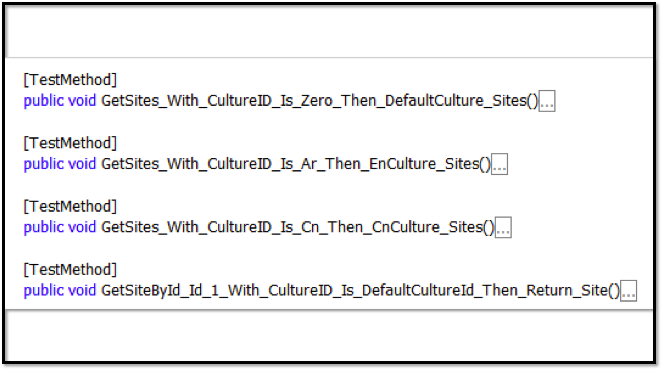 [TestMethod]
public void GetSites_With_CultureID_Is_Zero_Then_DefaultCulture_Sites()...
[TestMethod]
public void GetSites_With_CultureID_Is_Ar_Then_EnCulture_Sites()...
[TestMethod]
public void GetSites_With_CultureID_Is_Cn_Then_CnCulture_Sites()...
[TestMethod]
public void GetSiteById_Id_1_With_CultureID_Is_DefaultCultureId_Then_Return_Site()...